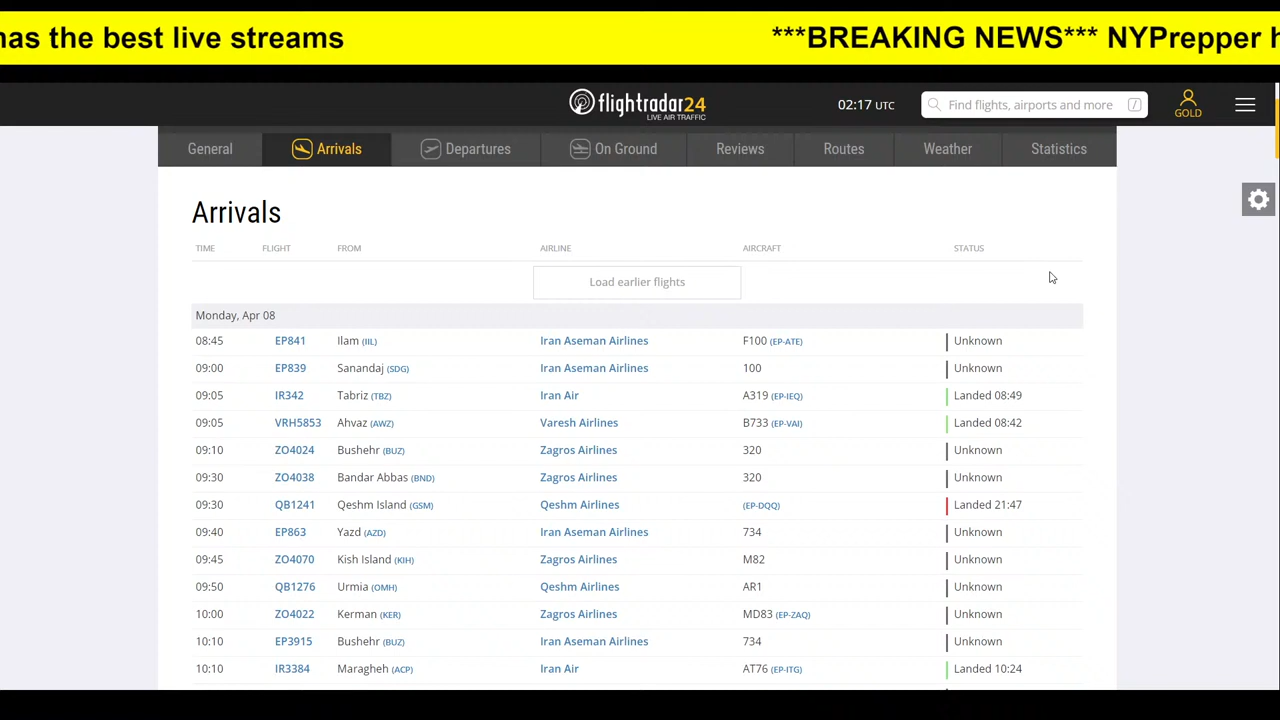 has the best live streams ***BREAKING NEWS*** NYPrepper h
flightradar24
LIVE AIR TRAFFIC
02:17 UTC
Find flights, airports and more /
GOLD
General Arrivals Departures On Ground Reviews Routes Weather Statistics
Arrivals
TIME FLIGHT FROM AIRLINE AIRCRAFT STATUS
Load earlier flights
Monday, Apr 08
08:45 EP841 Ilam (IIL) Iran Aseman Airlines F100 (EP-ATE) Unknown
09:00 EP839 Sanandaj (SDG) Iran Aseman Airlines 100 Unknown
09:05 IR342 Tabriz (TBZ) Iran Air A319 (EP-IEQ) Landed 08:49
09:05 VRH5853 Ahvaz (AWZ) Varesh Airlines B733 (EP-VAI) Landed 08:42
09:10 ZO4024 Bushehr (BUZ) Zagros Airlines 320 Unknown
09:30 ZO4038 Bandar Abbas (BND) Zagros Airlines 320 Unknown
09:30 QB1241 Qeshm Island (GSM) Qeshm Airlines (EP-DQQ) Landed 21:47
09:40 EP863 Yazd (AZD) Iran Aseman Airlines 734 Unknown
09:45 ZO4070 Kish Island (KIH) Zagros Airlines M82 Unknown
09:50 QB1276 Urmia (OMH) Qeshm Airlines AR1 Unknown
10:00 ZO4022 Kerman (KER) Zagros Airlines MD83 (EP-ZAQ) Unknown
10:10 EP3915 Bushehr (BUZ) Iran Aseman Airlines 734 Unknown
10:10 IR3384 Maragheh (ACP) Iran Air AT76 (EP-ITG) Landed 10:24